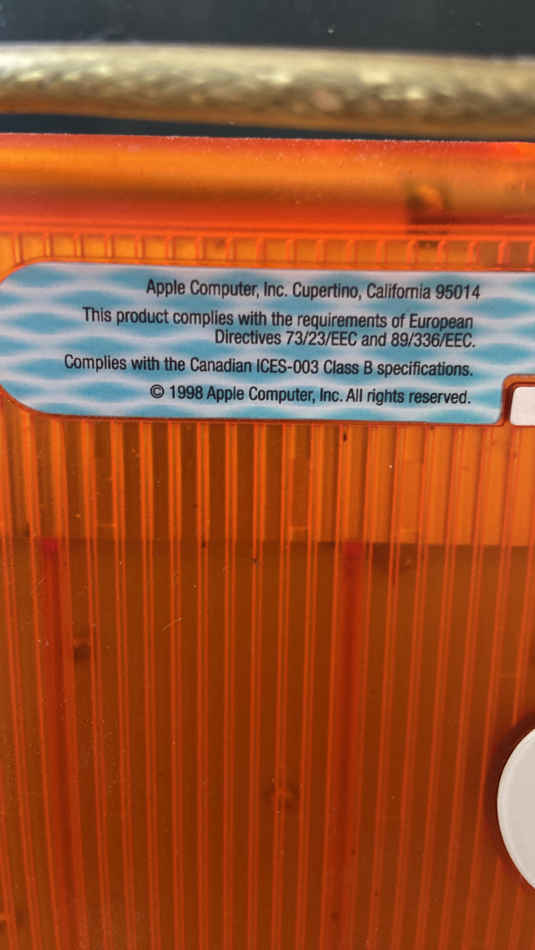 Apple Computer, Inc. Cupertino, California 95014
This product complies with the requirements of European
Directives 73/23/EEC and 89/336/EEC.
Complies with the Canadian ICES-003 Class B specifications.
© 1998 Apple Computer, Inc. All rights reserved.